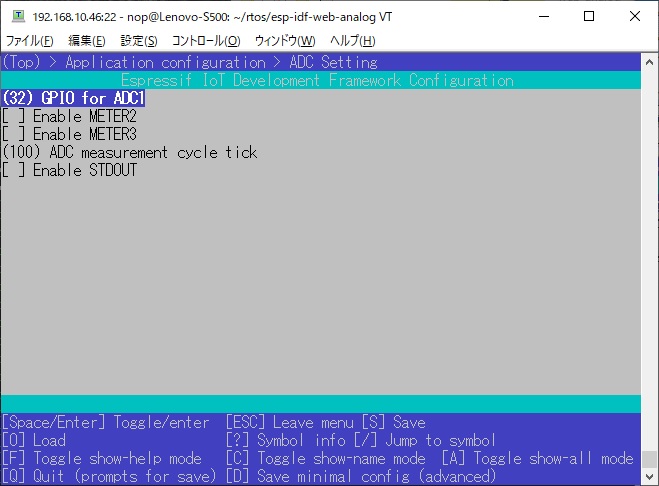 192.168.10.46:22 - nop@Lenovo-S500: ~/rtos/esp-idf-web-analog VT
ファイル(F) 編集(E) 設定(S) コントロール(O) ウィンドウ(W) ヘルプ(H)
(Top) > Application configuration > ADC Setting
Espressif IoT Development Framework Configuration
(32) GPIO for ADC1
[ ] Enable METER2
[ ] Enable METER3
(100) ADC measurement cycle tick
[ ] Enable STDOUT
[Space/Enter] Toggle/enter [ESC] Leave menu [S] Save
[O] Load [?] Symbol info [/] Jump to symbol
[F] Toggle show-help mode [C] Toggle show-name mode [A] Toggle show-all mode
[Q] Quit (prompts for save) [D] Save minimal config (advanced)